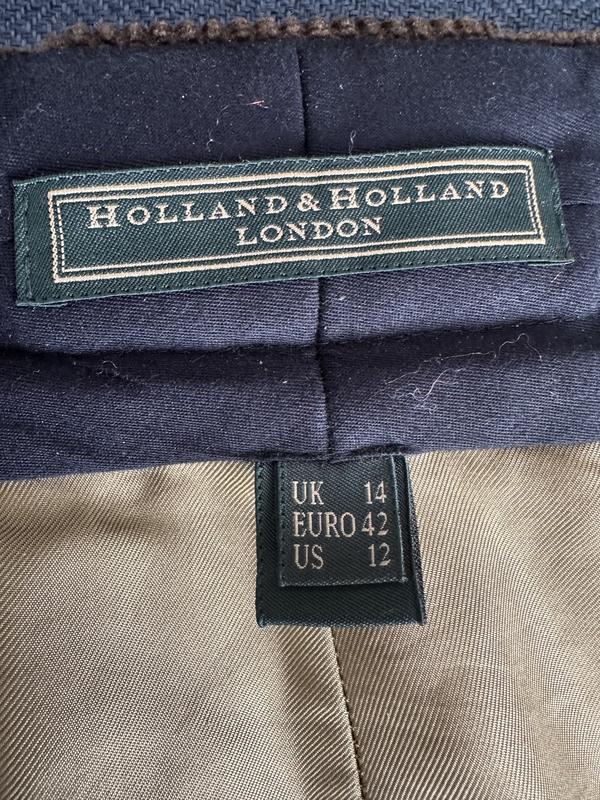 HOLLAND & HOLLAND
LONDON
UK 14
EURO 42
US 12